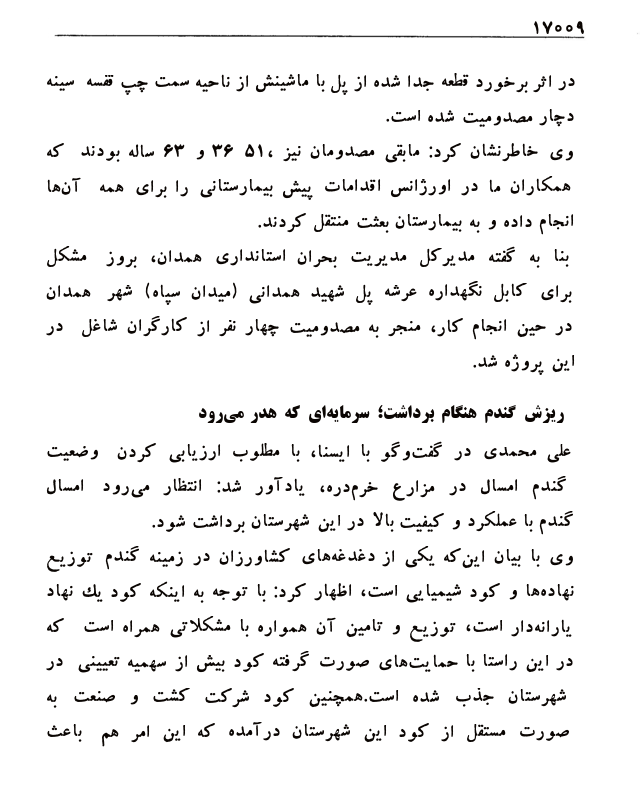 ۱۷۰۰۹
در اثر برخورد قطعه جدا شده از پل با ماشینش از ناحیه سمت چپ قفسه سینه
دچار مصدومیت شده است.
وی خاطرنشان کرد: مابقی مصدومان نیز ،۵۱ ۳۶ و ۶۳ ساله بودند که
همکاران ما در اورژانس اقدامات پیش بیمارستانی را برای همه آن‌ها
انجام داده و به بیمارستان بعثت منتقل کردند.
بنا به گفته مدیرکل مدیریت بحران استانداری همدان، بروز مشکل
برای کابل نگهداره عرشه پل شهید همدانی (میدان سپاه) شهر همدان
در حین انجام کار، منجر به مصدومیت چهار نفر از کارگران شاغل در
این پروژه شد.
ریزش گندم هنگام برداشت؛ سرمایه‌ای که هدر می‌رود
علی محمدی در گفت‌وگو با ایسنا، با مطلوب ارزیابی کردن وضعیت
گندم امسال در مزارع خرم‌دره، یادآور شد: انتظار می‌رود امسال
گندم با عملکرد و کیفیت بالا در این شهرستان برداشت شود.
وی با بیان این‌که یکی از دغدغه‌های کشاورزان در زمینه گندم توزیع
نهاده‌ها و کود شیمیایی است، اظهار کرد: با توجه به اینکه کود یك نهاد
یارانه‌دار است، توزیع و تامین آن همواره با مشکلاتی همراه است که
در این راستا با حمایت‌های صورت گرفته کود بیش از سهمیه تعیینی در
شهرستان جذب شده است.همچنین کود شرکت کشت و صنعت به
صورت مستقل از کود این شهرستان درآمده که این امر هم باعث